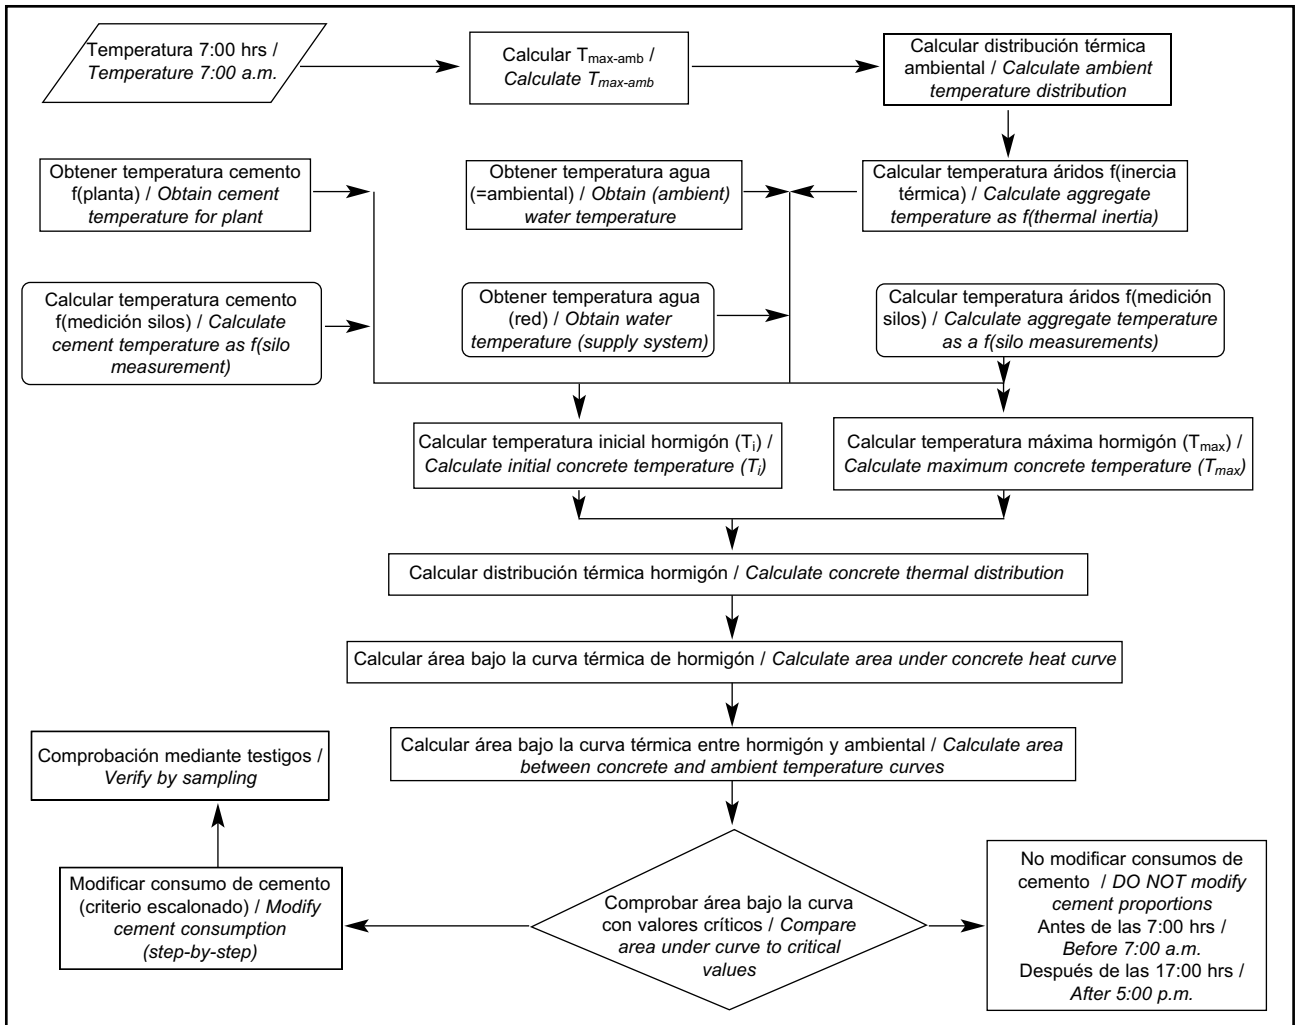 Temperatura 7:00 hrs /
Temperature 7:00 a.m.
Calcular Tmax-amb /
Calculate Tmax-amb
Calcular distribución térmica
ambiental / Calculate ambient
temperature distribution
Obtener temperatura cemento
f(planta) / Obtain cement
temperature for plant
Obtener temperatura agua
(=ambiental) / Obtain (ambient)
water temperature
Calcular temperatura áridos f(inercia
térmica) / Calculate aggregate
temperature as f(thermal inertia)
Calcular temperatura cemento
f(medición silos) / Calculate
cement temperature as f(silo
measurement)
Obtener temperatura agua
(red) / Obtain water
temperature (supply system)
Calcular temperatura áridos f(medición
silos) / Calculate aggregate temperature
as a f(silo measurements)
Calcular temperatura inicial hormigón (Ti) /
Calculate initial concrete temperature (Ti)
Calcular temperatura máxima hormigón (Tmax) /
Calculate maximum concrete temperature (Tmax)
Calcular distribución térmica hormigón / Calculate concrete thermal distribution
Calcular área bajo la curva térmica de hormigón / Calculate area under concrete heat curve
Calcular área bajo la curva térmica entre hormigón y ambiental / Calculate area
between concrete and ambient temperature curves
Comprobación mediante testigos /
Verify by sampling
Modificar consumo de cemento
(criterio escalonado) / Modify
cement consumption
(step-by-step)
Comprobar área bajo la curva
con valores críticos / Compare
area under curve to critical
values
No modificar consumos de
cemento / DO NOT modify
cement proportions
Antes de las 7:00 hrs /
Before 7:00 a.m.
Después de las 17:00 hrs /
After 5:00 p.m.